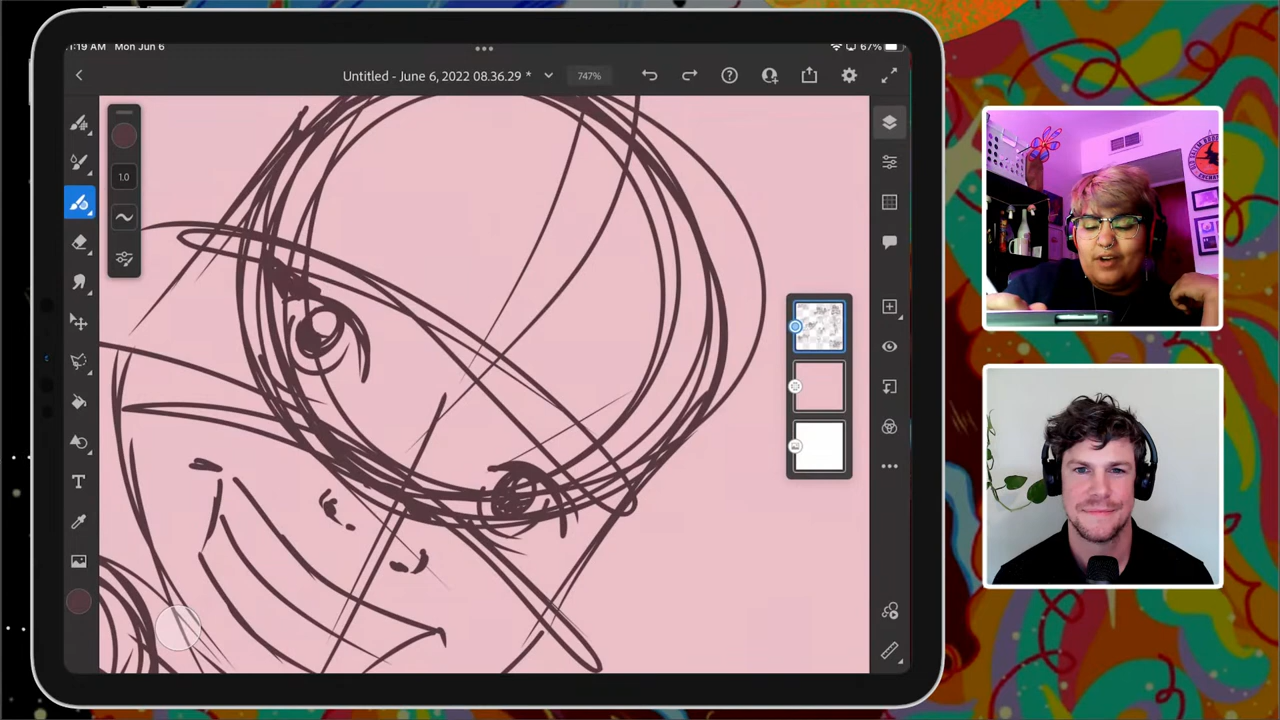 1:19 AM Mon Jun 6
67%
Untitled - June 6, 2022 08.36.29 *
747%
1.0
T